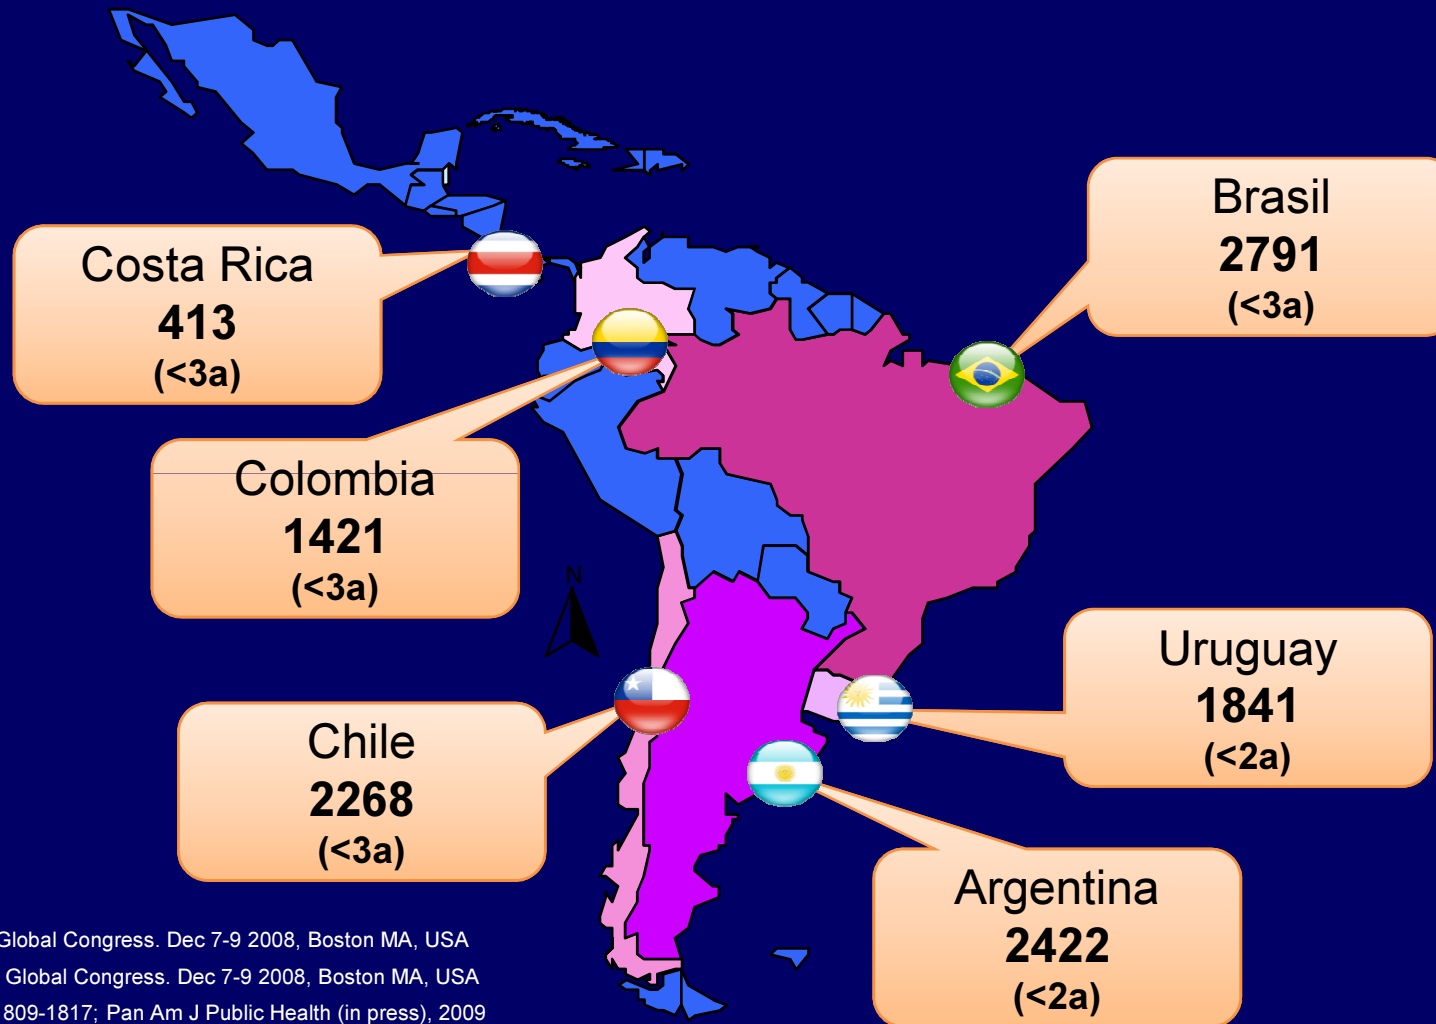 Costa Rica
413
(<3a)
Brasil
2791
(<3a)
Colombia
1421
(<3a)
N
Uruguay
1841
(<2a)
Chile
2268
(<3a)
Argentina
2422
(<2a)
Global Congress. Dec 7-9 2008, Boston MA, USA
Global Congress. Dec 7-9 2008, Boston MA, USA
809-1817; Pan Am J Public Health (in press), 2009